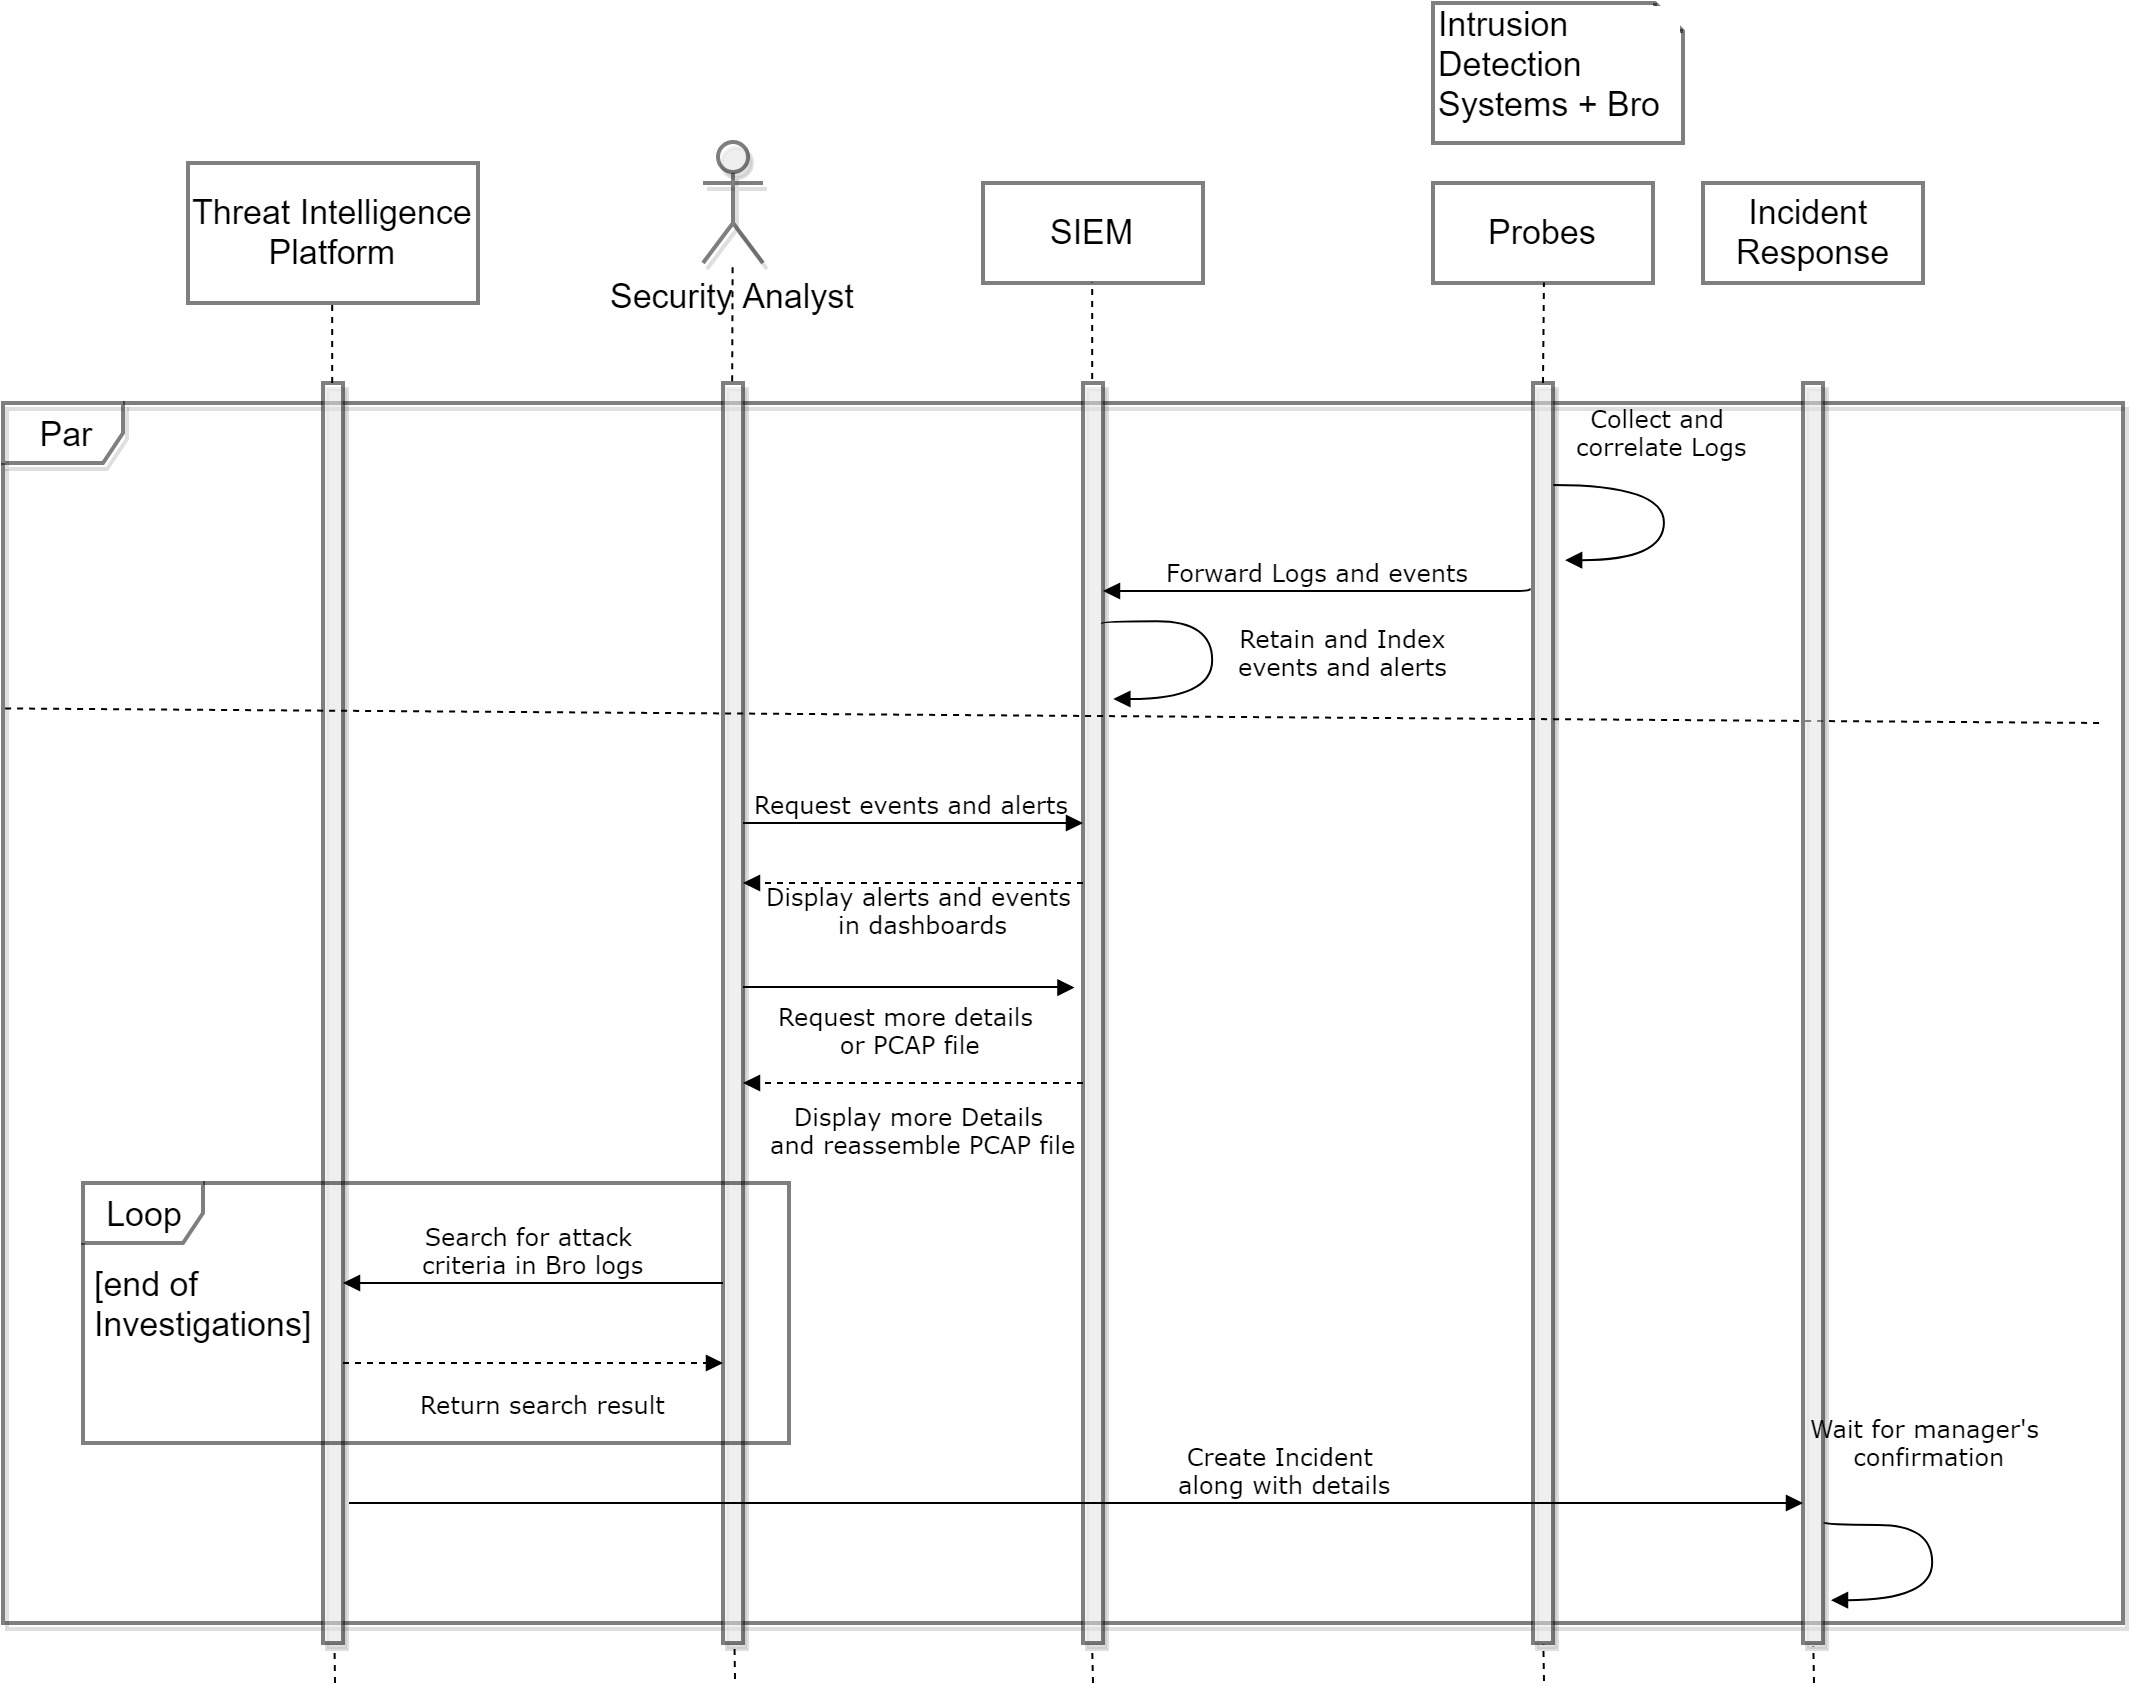 Intrusion
Detection
Systems + Bro
Threat Intelligence
Platform
Security Analyst
SIEM
Probes
Incident
Response
Par
Collect and
correlate Logs
Forward Logs and events
Retain and Index
events and alerts
Request events and alerts
Display alerts and events
in dashboards
Request more details
or PCAP file
Display more Details
and reassemble PCAP file
Loop
[end of
Investigations]
Search for attack
criteria in Bro logs
Return search result
Create Incident
along with details
Wait for manager's
confirmation